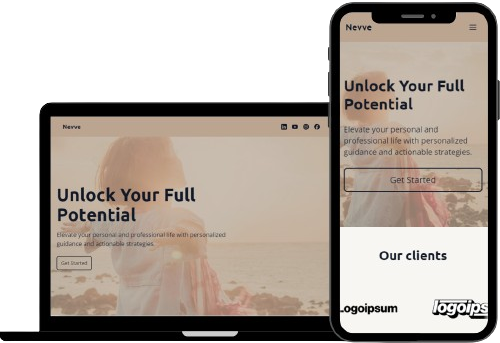 Nevve
Unlock Your Full
Potential
Elevate your personal and professional life with personalized
guidance and actionable strategies.
Get Started
Nevve
Unlock Your Full
Potential
Elevate your personal and
professional life with personalized
guidance and actionable strategies.
Get Started
Our clients
Logoipsum
logoips